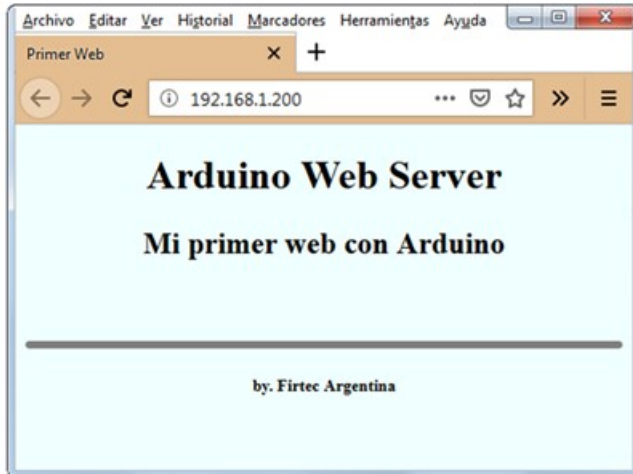 Archivo Editar Ver Historial Marcadores Herramientas Ayuda
Primer Web
192.168.1.200
Arduino Web Server
Mi primer web con Arduino
by. Firtec Argentina